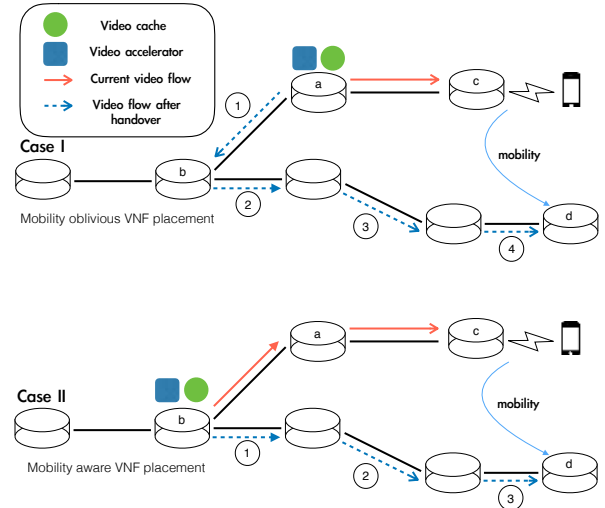 Video cache
Video accelerator
Current video flow
Video flow after
handover
a
c
1
Case I
mobility
b
2
3
d
4
Mobility oblivious VNF placement
a
c
Case II
mobility
b
1
2
d
3
Mobility aware VNF placement